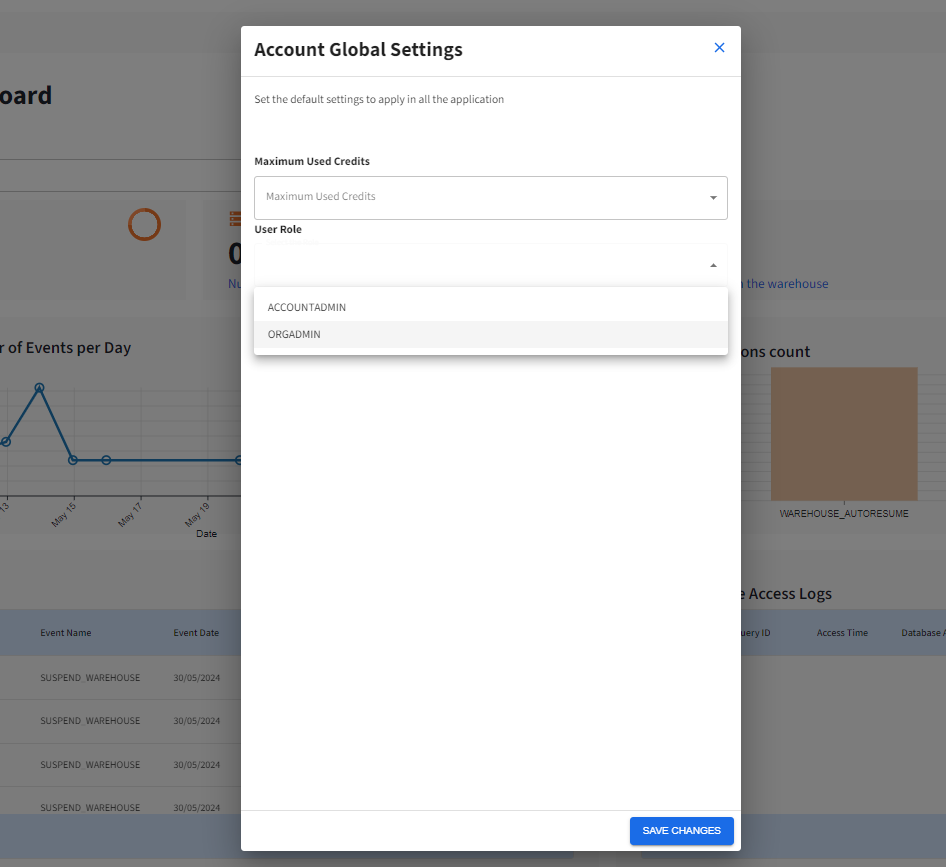 Account Global Settings
Set the default settings to apply in all the application
Maximum Used Credits
Maximum Used Credits
User Role
ACCOUNTADMIN
ORGADMIN
SAVE CHANGES
oard
0
Nu
the warehouse
r of Events per Day
13
May 15
May 17
May 19
Date
ons count
WAREHOUSE_AUTORESUME
Event Name Event Date
SUSPEND_WAREHOUSE 30/05/2024
SUSPEND_WAREHOUSE 30/05/2024
SUSPEND_WAREHOUSE 30/05/2024
SUSPEND_WAREHOUSE 30/05/2024
e Access Logs
uery ID Access Time Database A